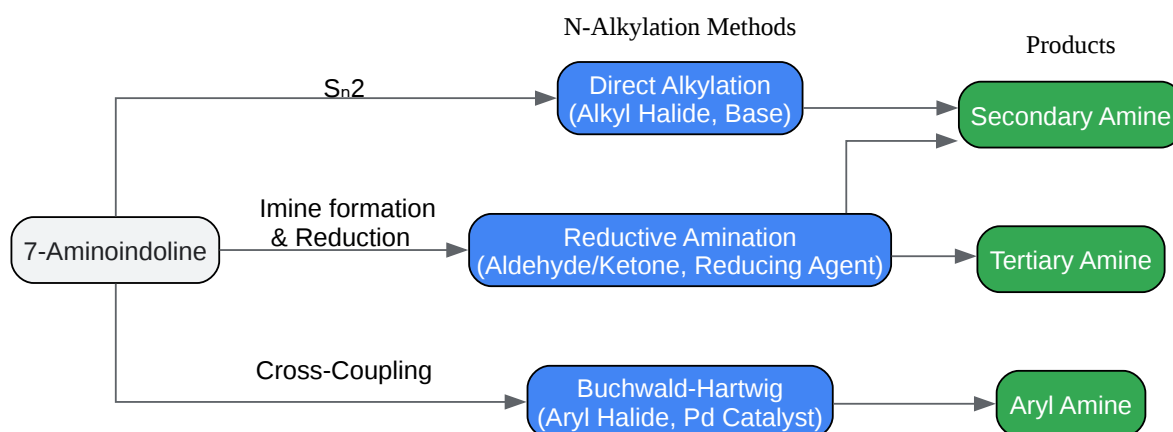 N-Alkylation Methods
Products
Sₙ2
Direct Alkylation
(Alkyl Halide, Base)
Secondary Amine
7-Aminoindoline
Imine formation
& Reduction
Reductive Amination
(Aldehyde/Ketone, Reducing Agent)
Tertiary Amine
Cross-Coupling
Buchwald-Hartwig
(Aryl Halide, Pd Catalyst)
Aryl Amine